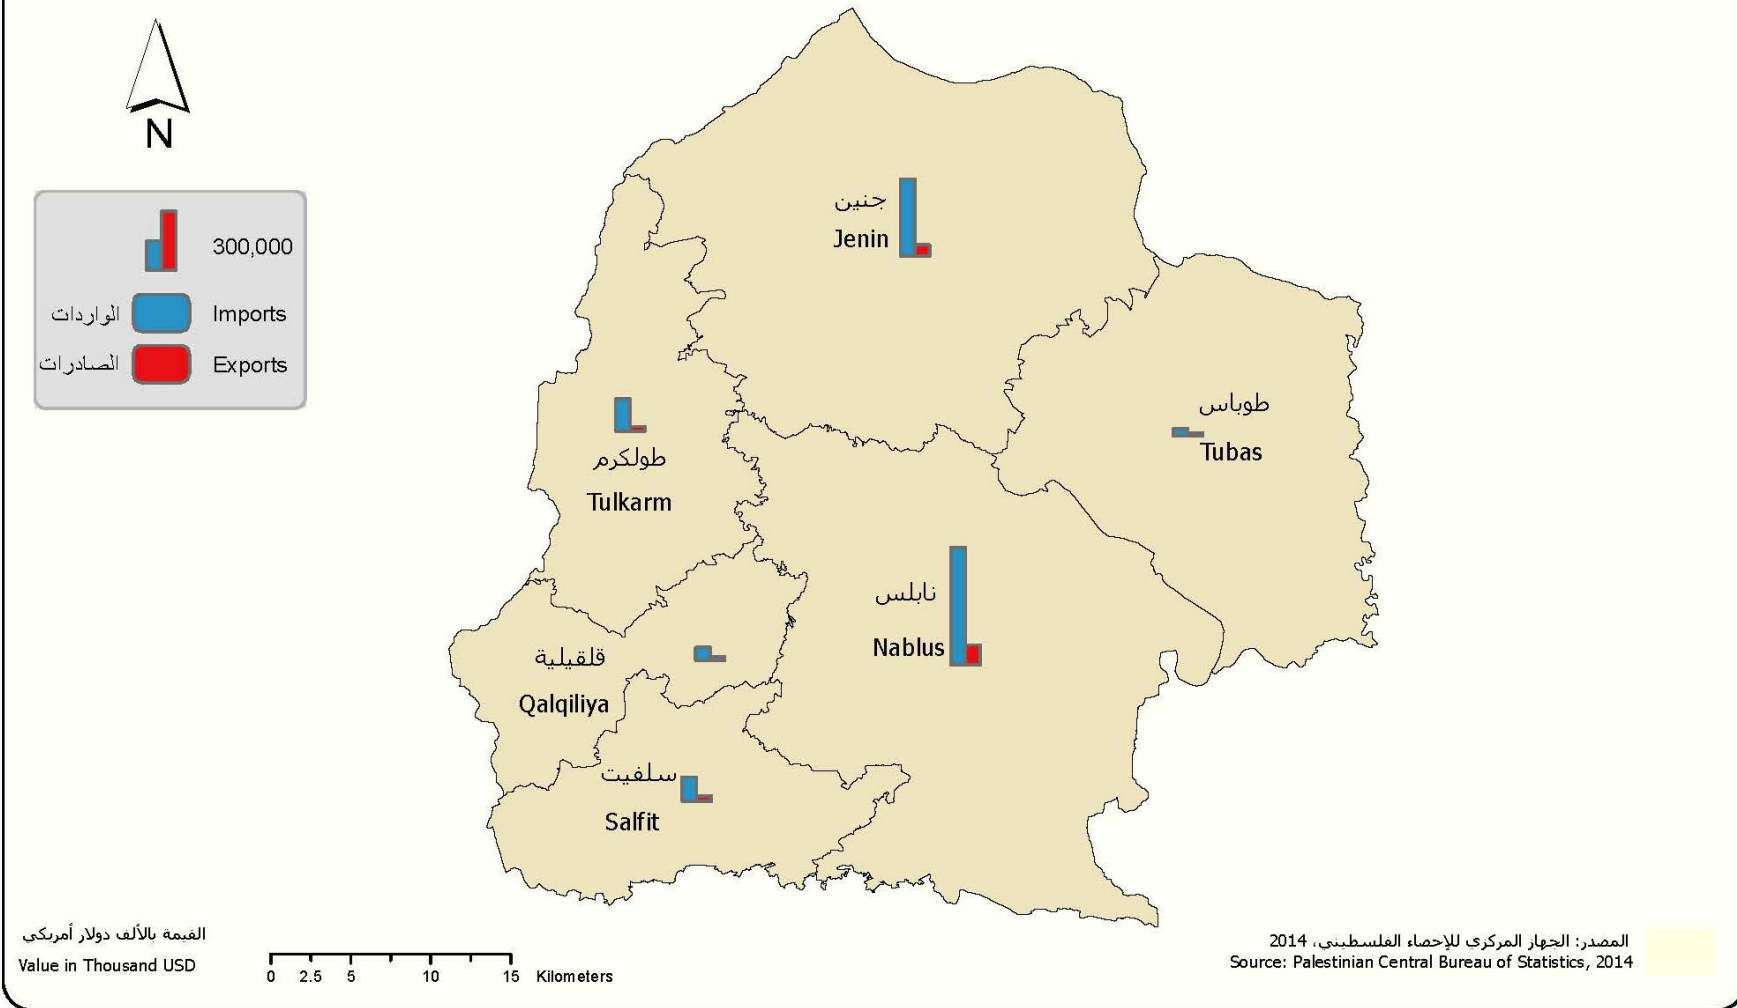 N
300,000
الواردات Imports
الصادرات Exports
جنين
Jenin
طوباس
Tubas
طولكرم
Tulkarm
نابلس
Nablus
قلقيلية
Qalqiliya
سلفيت
Salfit
القيمة بالألف دولار أمريكي
Value in Thousand USD
0 2.5 5 10 15 Kilometers
المصدر: الجهاز المركزي للإحصاء الفلسطيني، 2014
Source: Palestinian Central Bureau of Statistics, 2014